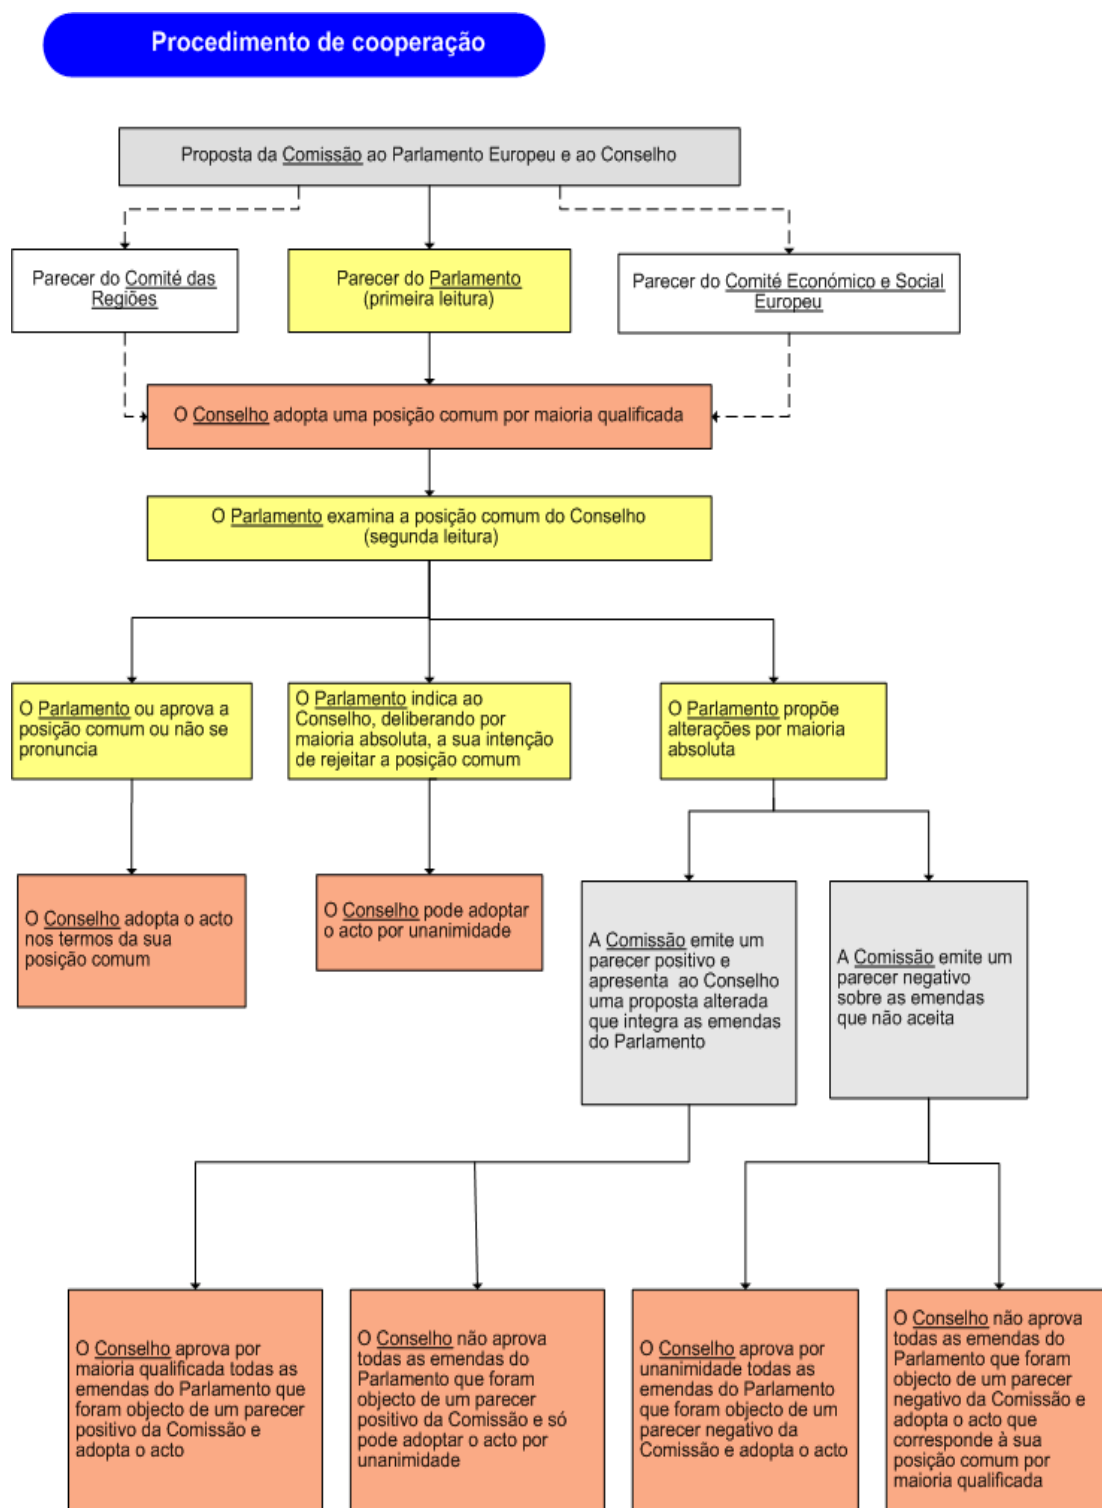 Procedimento de cooperação
Proposta da Comissão ao Parlamento Europeu e ao Conselho
Parecer do Comité das
Regiões
Parecer do Parlamento
(primeira leitura)
Parecer do Comité Económico e Social
Europeu
O Conselho adopta uma posição comum por maioria qualificada
O Parlamento examina a posição comum do Conselho
(segunda leitura)
O Parlamento ou aprova a
posição comum ou não se
pronuncia
O Parlamento indica ao
Conselho, deliberando por
maioria absoluta, a sua intenção
de rejeitar a posição comum
O Parlamento propõe
alterações por maioria
absoluta
O Conselho adopta o acto
nos termos da sua
posição comum
O Conselho pode adoptar
o acto por unanimidade
A Comissão emite um
parecer positivo e
apresenta ao Conselho
uma proposta alterada
que integra as emendas
do Parlamento
A Comissão emite um
parecer negativo
sobre as emendas
que não aceita
O Conselho aprova por
maioria qualificada todas as
emendas do Parlamento que
foram objecto de um parecer
positivo da Comissão e
adopta o acto
O Conselho não aprova
todas as emendas do
Parlamento que foram
objecto de um parecer
positivo da Comissão e só
pode adoptar o acto por
unanimidade
O Conselho aprova por
unanimidade todas as
emendas do Parlamento
que foram objecto de um
parecer negativo da
Comissão e adopta o acto
O Conselho não aprova
todas as emendas do
Parlamento que foram
objecto de um parecer
negativo da Comissão e
adopta o acto que
corresponde à sua
posição comum por
maioria qualificada